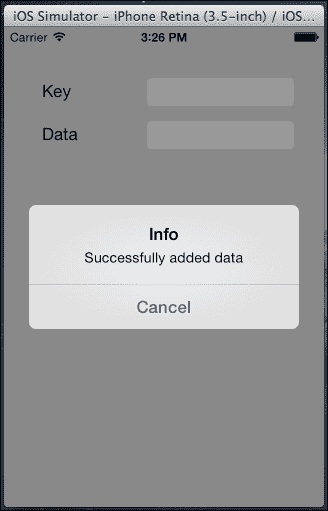 iOS Simulator - iPhone Retina (3.5-inch) / iOS...
Carrier 3:26 PM
Key
Data
Info
Successfully added data
Cancel